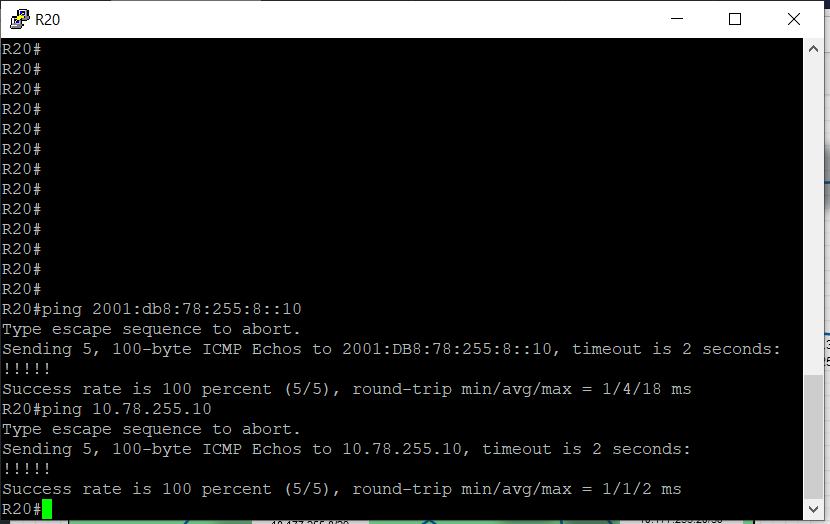 R20
R20#
R20#
R20#
R20#
R20#
R20#
R20#
R20#
R20#
R20#
R20#
R20#
R20#
R20#ping 2001:db8:78:255:8::10
Type escape sequence to abort.
Sending 5, 100-byte ICMP Echos to 2001:DB8:78:255:8::10, timeout is 2 seconds:
!!!!!
Success rate is 100 percent (5/5), round-trip min/avg/max = 1/4/18 ms
R20#ping 10.78.255.10
Type escape sequence to abort.
Sending 5, 100-byte ICMP Echos to 10.78.255.10, timeout is 2 seconds:
!!!!!
Success rate is 100 percent (5/5), round-trip min/avg/max = 1/1/2 ms
R20#